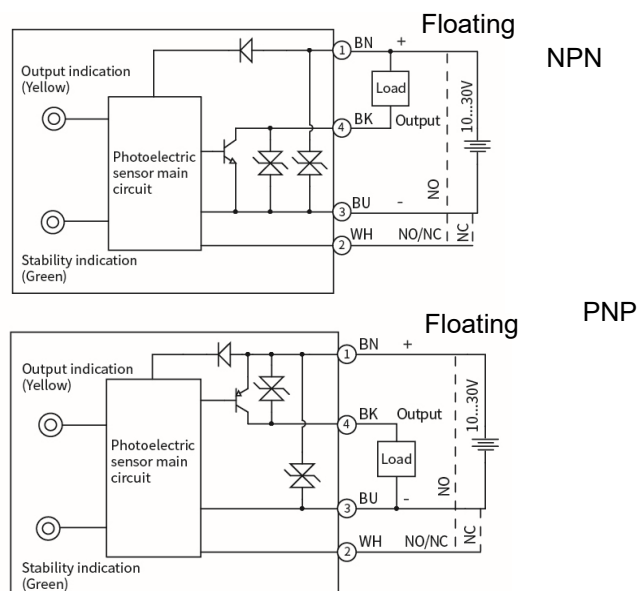 Floating
NPN
1 BN +
Output indication
(Yellow)
Load
10...30V
4 BK Output
Photoelectric
sensor main
circuit
NO
3 BU -
2 WH NO/NC NC
Stability indication
(Green)
Floating
PNP
1 BN +
Output indication
(Yellow)
10...30V
4 BK Output
Photoelectric
sensor main
circuit
Load
NO
3 BU -
2 WH NO/NC NC
Stability indication
(Green)